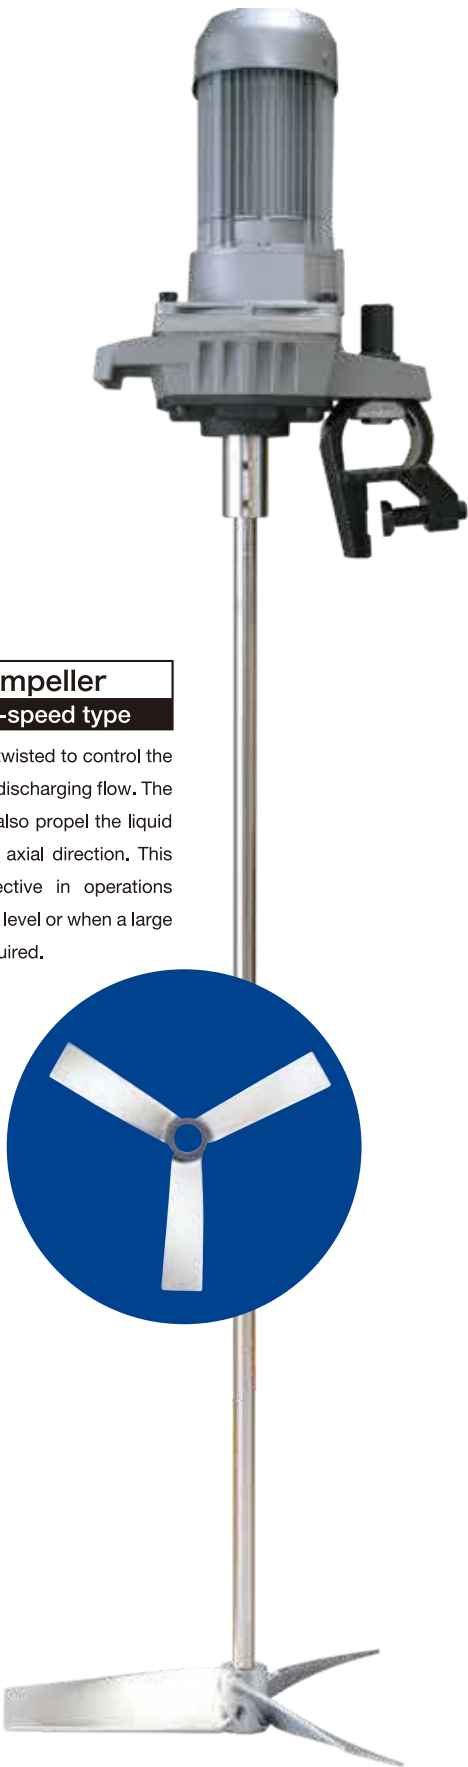 mpeller
-speed type
twisted to control the
discharging flow. The
also propel the liquid
axial direction. This
ective in operations
level or when a large
uired.